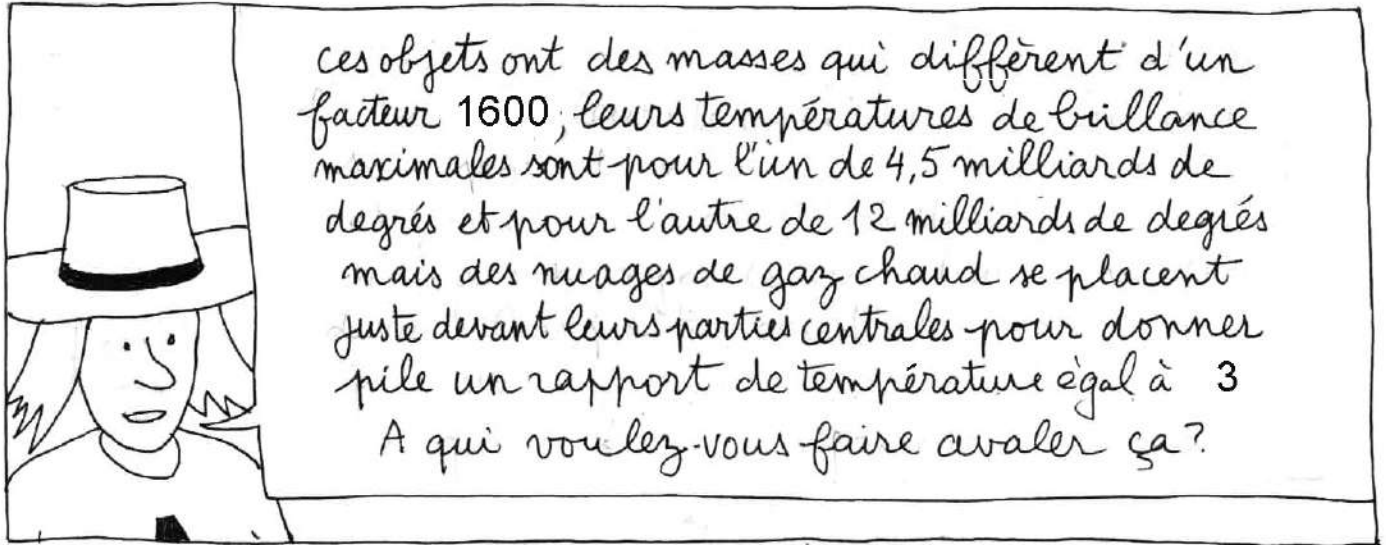 ces objets ont des masses qui diffèrent d'un
facteur 1600, leurs températures de brillance
maximales sont pour l'un de 4,5 milliards de
degrés et pour l'autre de 12 milliards de degrés
mais des nuages de gaz chaud se placent
juste devant leurs parties centrales pour donner
pile un rapport de température égal à 3
A qui voulez-vous faire avaler ça?